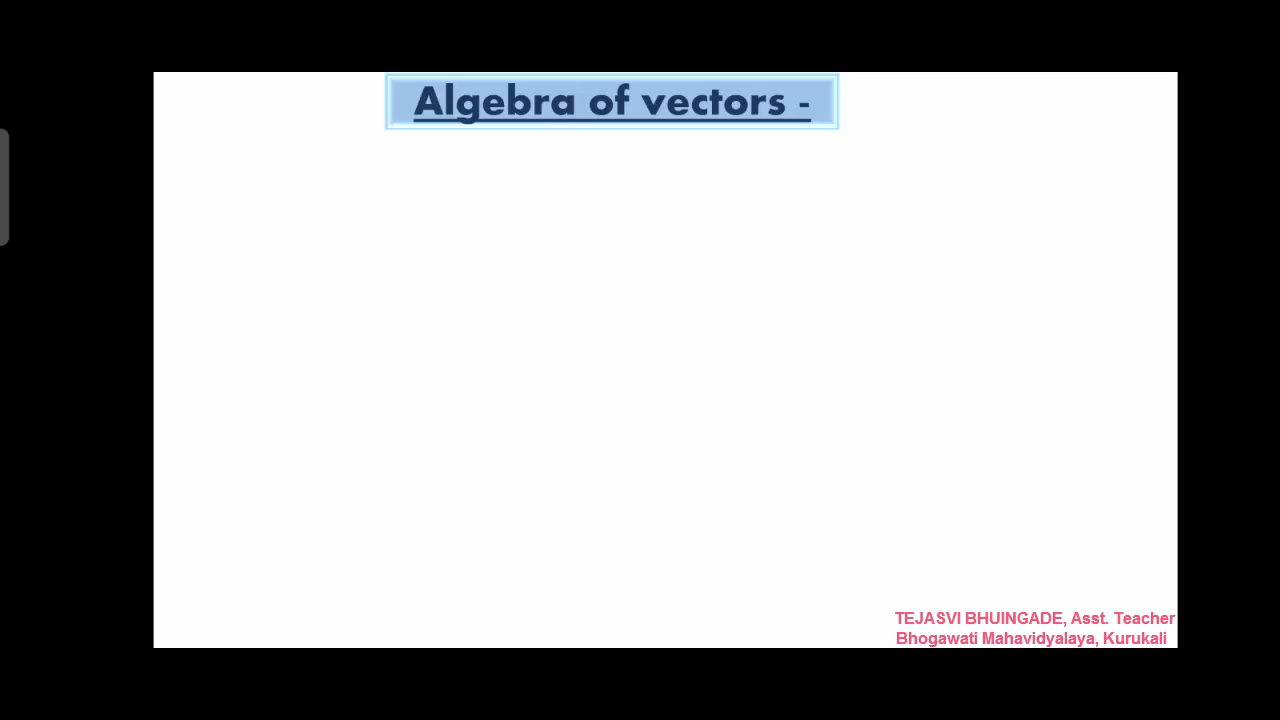 Algebra of vectors -
TEJASVI BHUINGADE, Asst. Teacher
Bhogawati Mahavidyalaya, Kurukali